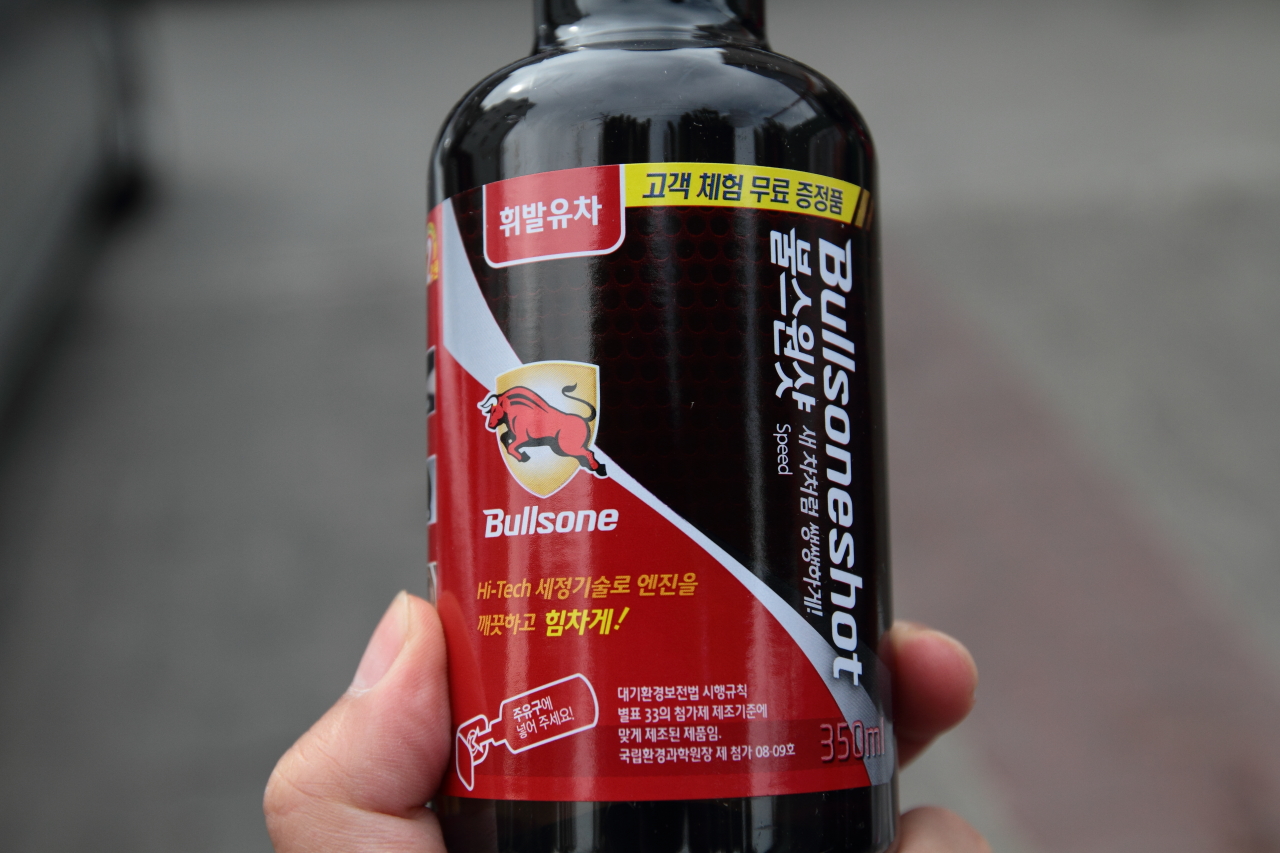 휘발유차
고객 체험 무료 증정품
Bullsoneshot
불스원샷 새 차처럼 쌩쌩하게!
Speed
Bullsone
Hi-Tech 세정기술로 엔진을
깨끗하고 힘차게!
주유구에
넣어 주세요!
대기환경보전법 시행규칙
별표 33의 첨가제 제조기준에
맞게 제조된 제품임.
국립환경과학원장 제 첨가 08-09호
350ml